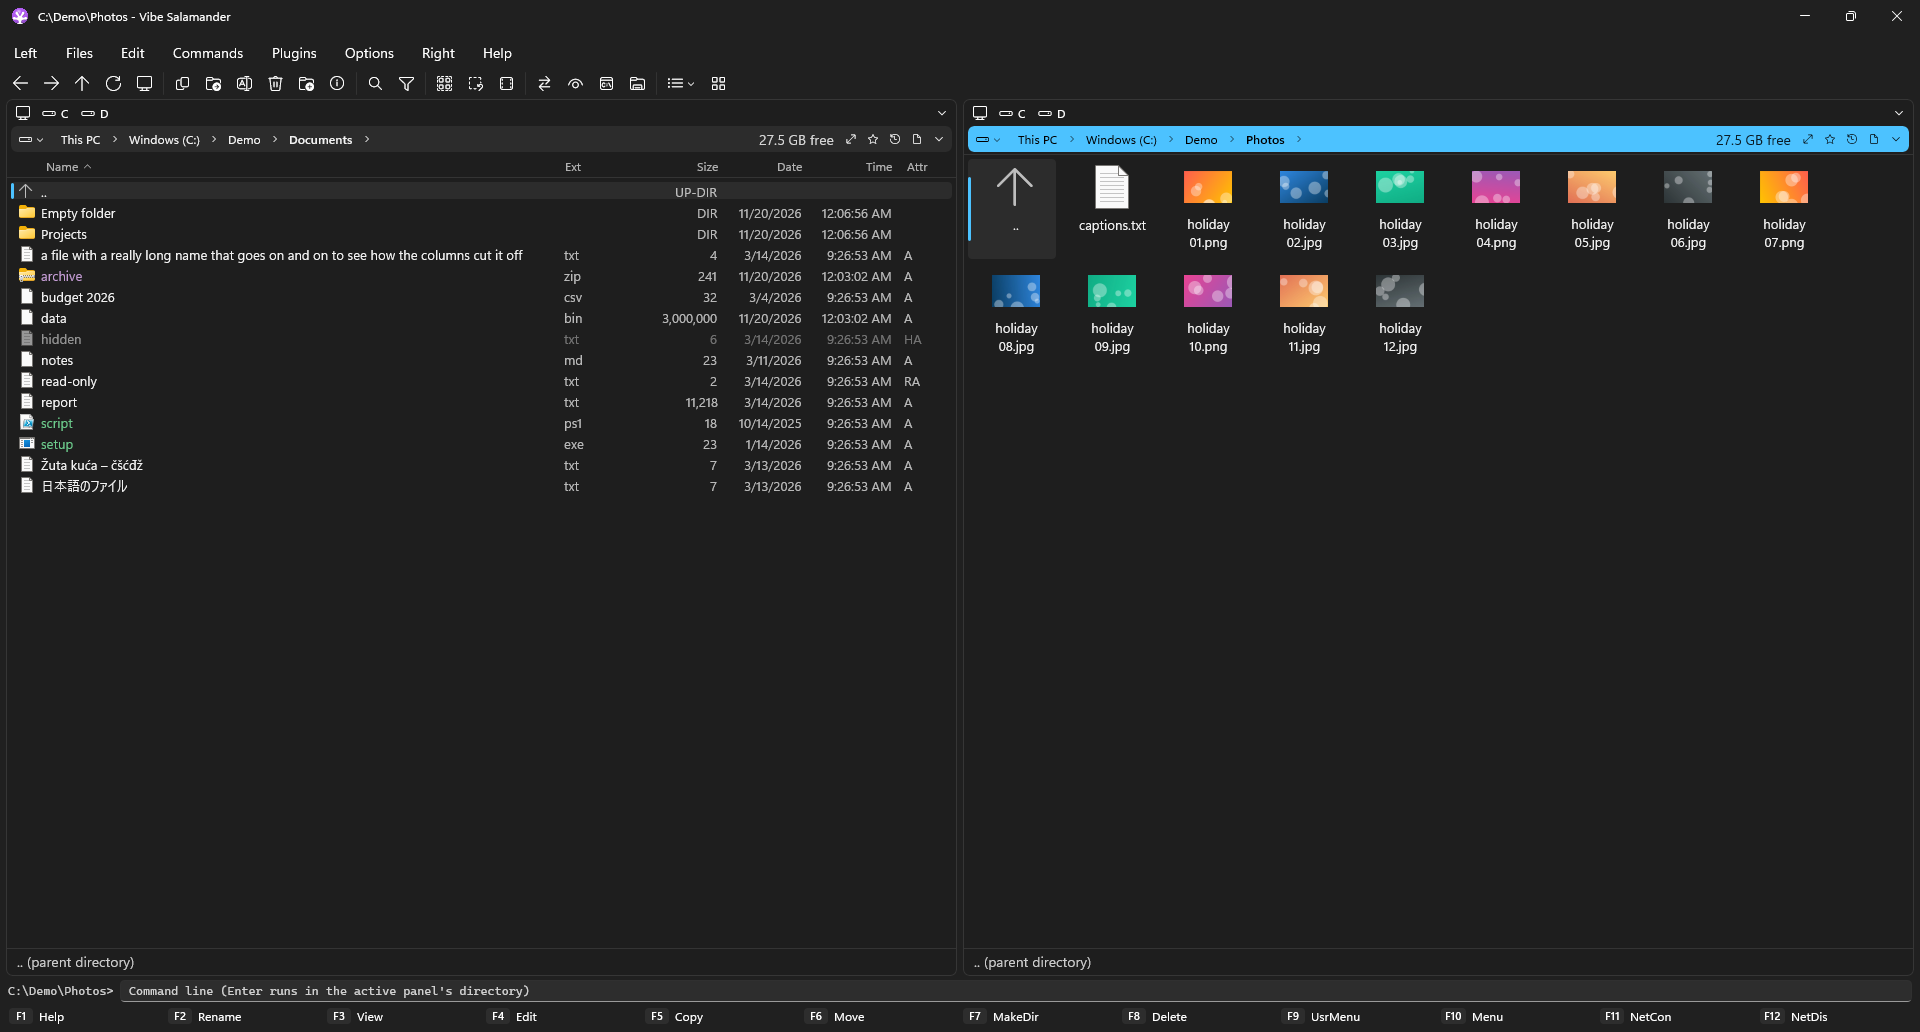 C:\Demo\Photos - Vibe Salamander
Left Files Edit Commands Plugins Options Right Help
C D
This PC Windows (C:) Demo Documents 27.5 GB free
Name Ext Size Date Time Attr
.. UP-DIR
Empty folder DIR 11/20/2026 12:06:56 AM
Projects DIR 11/20/2026 12:06:56 AM
a file with a really long name that goes on and on to see how the columns cut it off txt 4 3/14/2026 9:26:53 AM A
archive zip 241 11/20/2026 12:03:02 AM A
budget 2026 csv 32 3/4/2026 9:26:53 AM A
data bin 3,000,000 11/20/2026 12:03:02 AM A
hidden txt 6 3/14/2026 9:26:53 AM HA
notes md 23 3/11/2026 9:26:53 AM A
read-only txt 2 3/14/2026 9:26:53 AM RA
report txt 11,218 3/14/2026 9:26:53 AM A
script ps1 18 10/14/2025 9:26:53 AM A
setup exe 23 1/14/2026 9:26:53 AM A
Žuta kuća – čšćđž txt 7 3/13/2026 9:26:53 AM A
日本語のファイル txt 7 3/13/2026 9:26:53 AM A
.. (parent directory)
C D
This PC Windows (C:) Demo Photos 27.5 GB free
..
captions.txt
holiday
01.png
holiday
02.jpg
holiday
03.jpg
holiday
04.png
holiday
05.jpg
holiday
06.jpg
holiday
07.png
holiday
08.jpg
holiday
09.jpg
holiday
10.png
holiday
11.jpg
holiday
12.jpg
.. (parent directory)
C:\Demo\Photos> Command line (Enter runs in the active panel's directory)
F1 Help F2 Rename F3 View F4 Edit F5 Copy F6 Move F7 MakeDir F8 Delete F9 UsrMenu F10 Menu F11 NetCon F12 NetDis